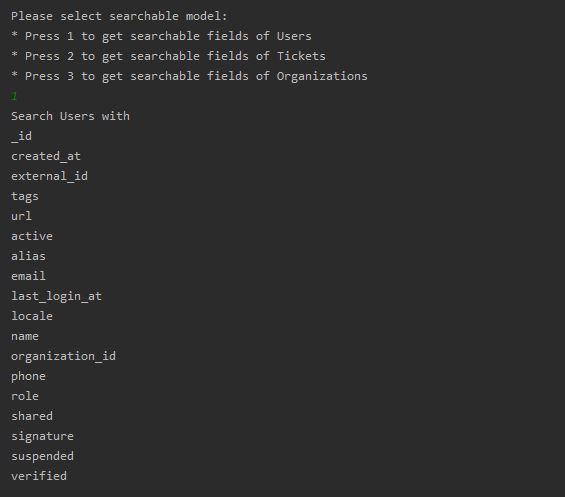 Please select searchable model:
* Press 1 to get searchable fields of Users
* Press 2 to get searchable fields of Tickets
* Press 3 to get searchable fields of Organizations
1
Search Users with
_id
created_at
external_id
tags
url
active
alias
email
last_login_at
locale
name
organization_id
phone
role
shared
signature
suspended
verified